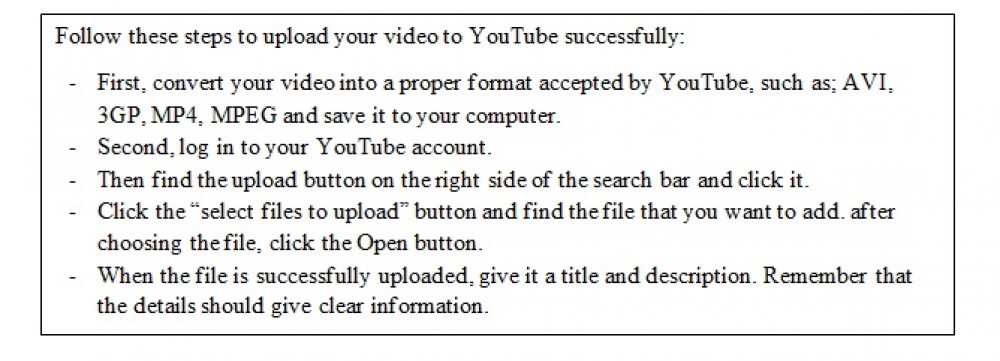 Follow these steps to upload your video to YouTube successfully:
- First, convert your video into a proper format accepted by YouTube, such as; AVI,
3GP, MP4, MPEG and save it to your computer.
- Second, log in to your YouTube account.
- Then find the upload button on the right side of the search bar and click it.
- Click the “select files to upload” button and find the file that you want to add. after
choosing the file, click the Open button.
- When the file is successfully uploaded, give it a title and description. Remember that
the details should give clear information.